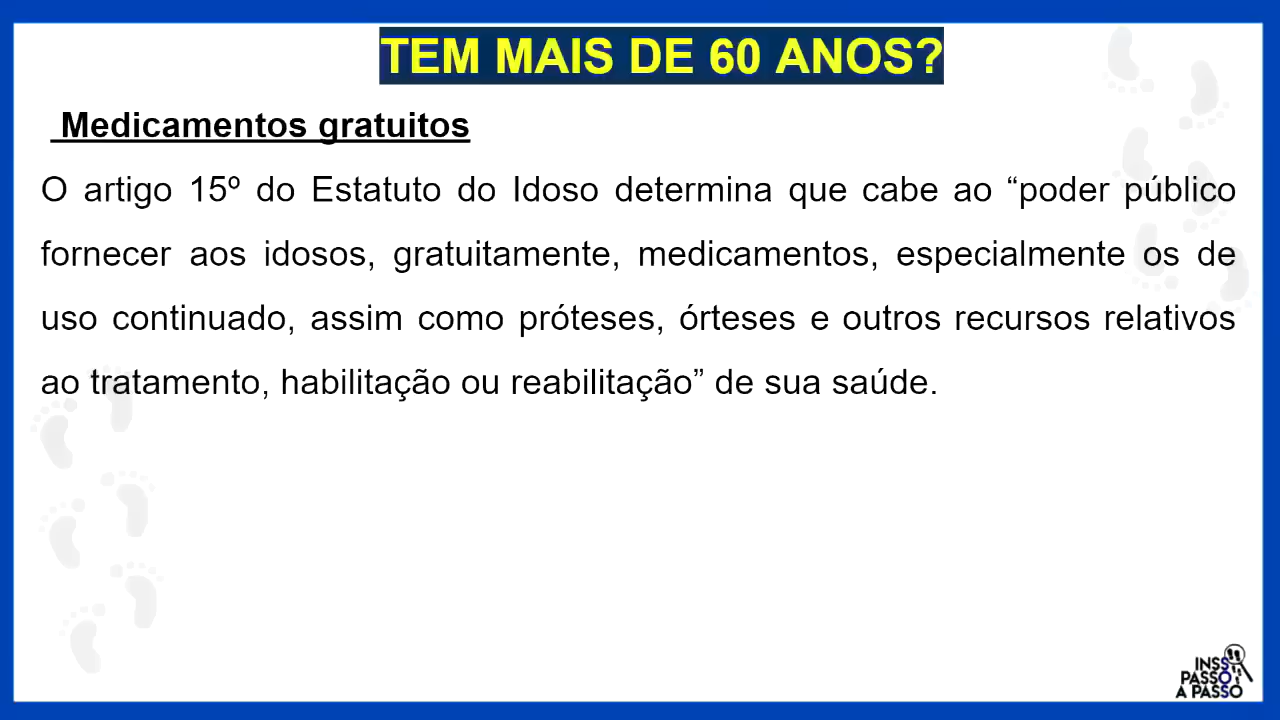 TEM MAIS DE 60 ANOS?
Medicamentos gratuitos
O artigo 15º do Estatuto do Idoso determina que cabe ao “poder público
fornecer aos idosos, gratuitamente, medicamentos, especialmente os de
uso continuado, assim como próteses, órteses e outros recursos relativos
ao tratamento, habilitação ou reabilitação” de sua saúde.
INSS
PASSO
A PASSO